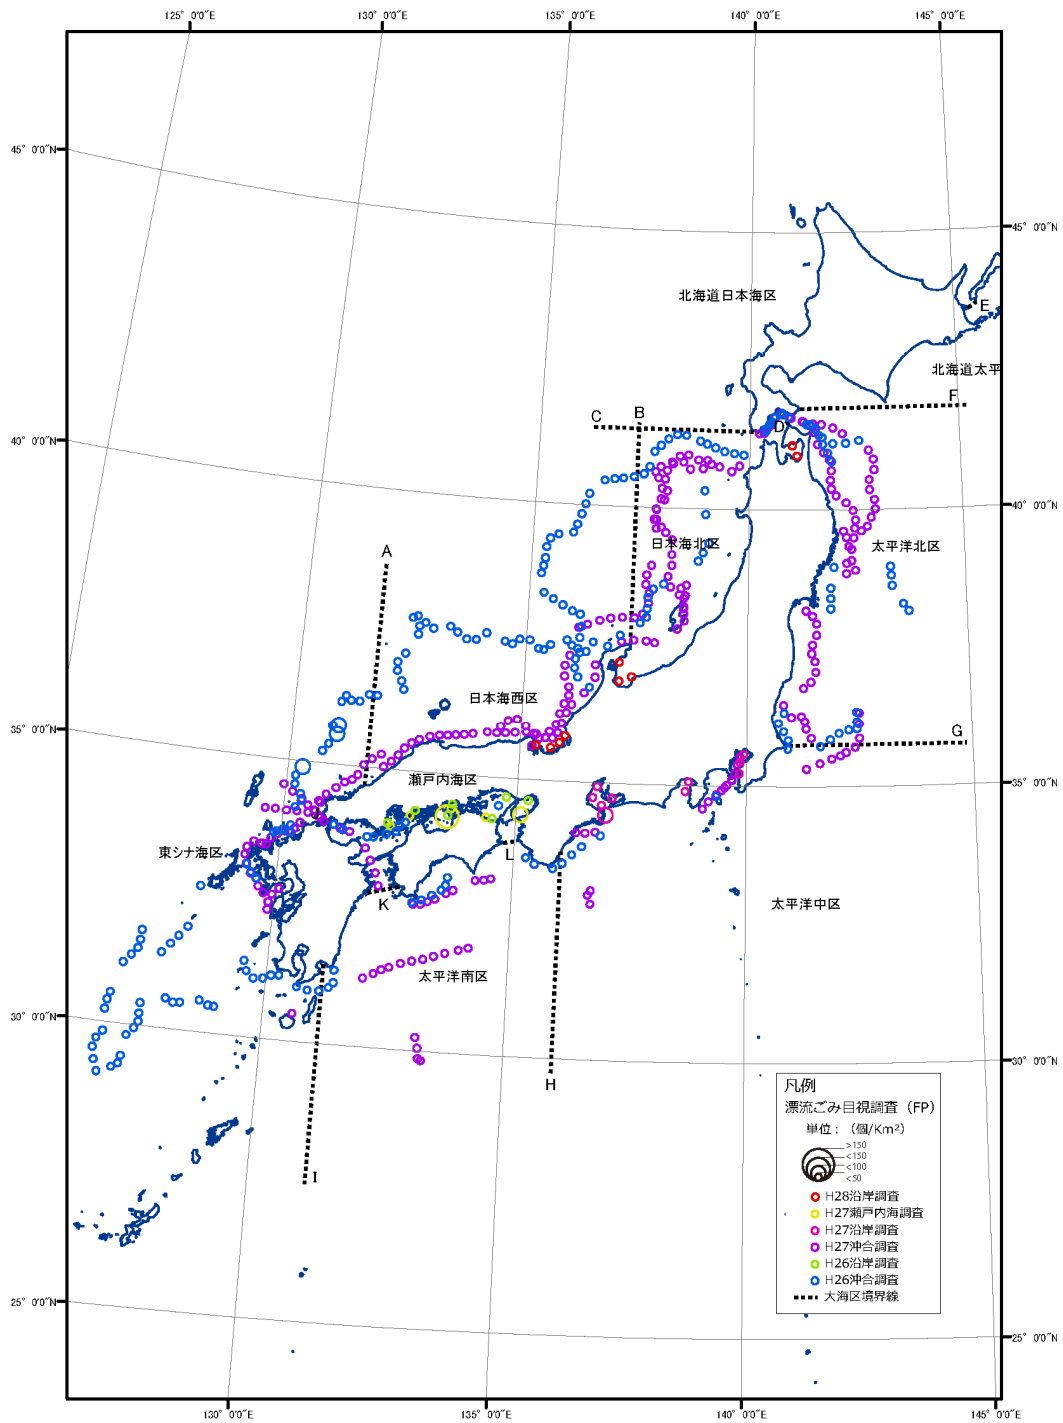 125° 0'0"E
130° 0'0"E
135° 0'0"E
140° 0'0"E
145° 0'0"E
45° 0'0"N
45° 0'0"N
北海道日本海区
E
北海道太平
F
C
B
D
40° 0'0"N
40° 0'0"N
日本海北区
太平洋北区
A
日本海西区
35° 0'0"N
G
瀬戸内海区
35° 0'0"N
J
東シナ海区
L
K
太平洋中区
太平洋南区
30° 0'0"N
30° 0'0"N
H
I
凡例
漂流ごみ目視調査（FP）
単位：（個/Km²）
>150
<150
<100
<50
H28沿岸調査
H27瀬戸内海調査
H27沿岸調査
H27沖合調査
H26沿岸調査
H26沖合調査
大海区境界線
25° 0'0"N
25° 0'0"N
130° 0'0"E
135° 0'0"E
140° 0'0"E
145° 0'0"E